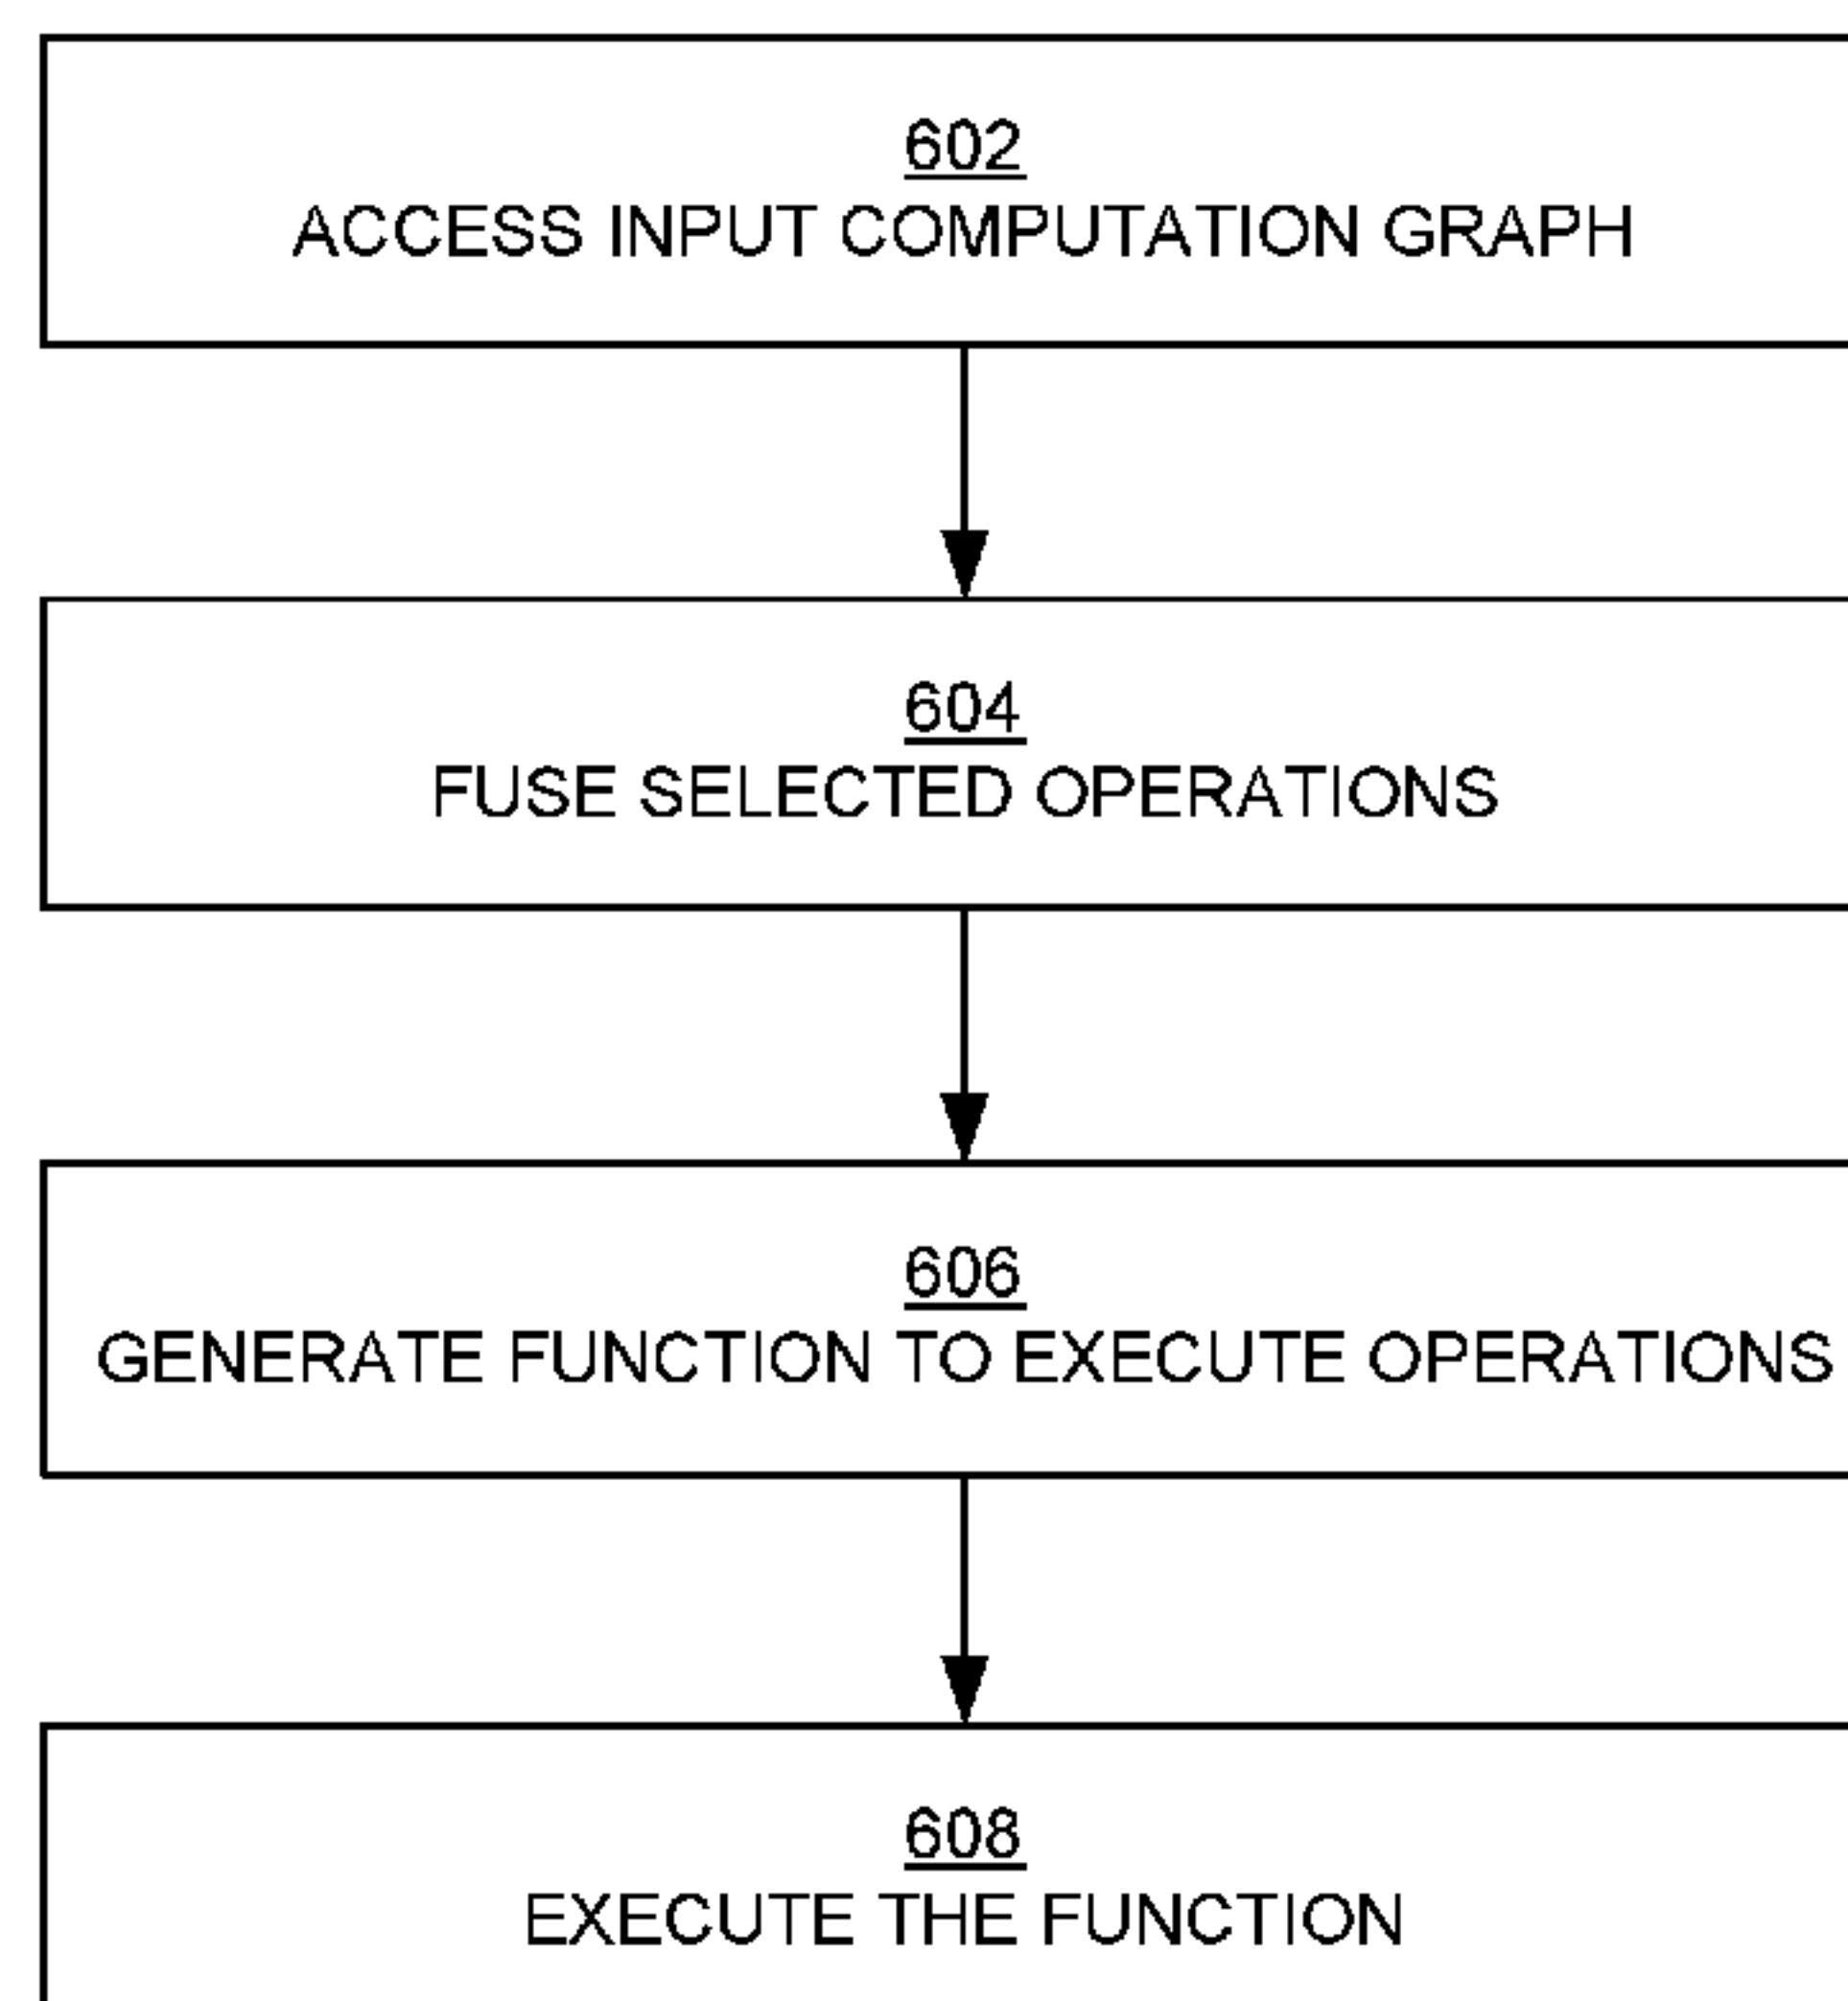 602
ACCESS INPUT COMPUTATION GRAPH
604
FUSE SELECTED OPERATIONS
606
GENERATE FUNCTION TO EXECUTE OPERATIONS
608
EXECUTE THE FUNCTION